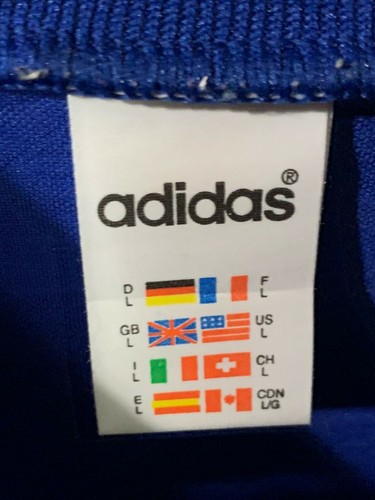 adidas®
D F
L L
GB US
L L
I CH
L L
E CDN
L L/G